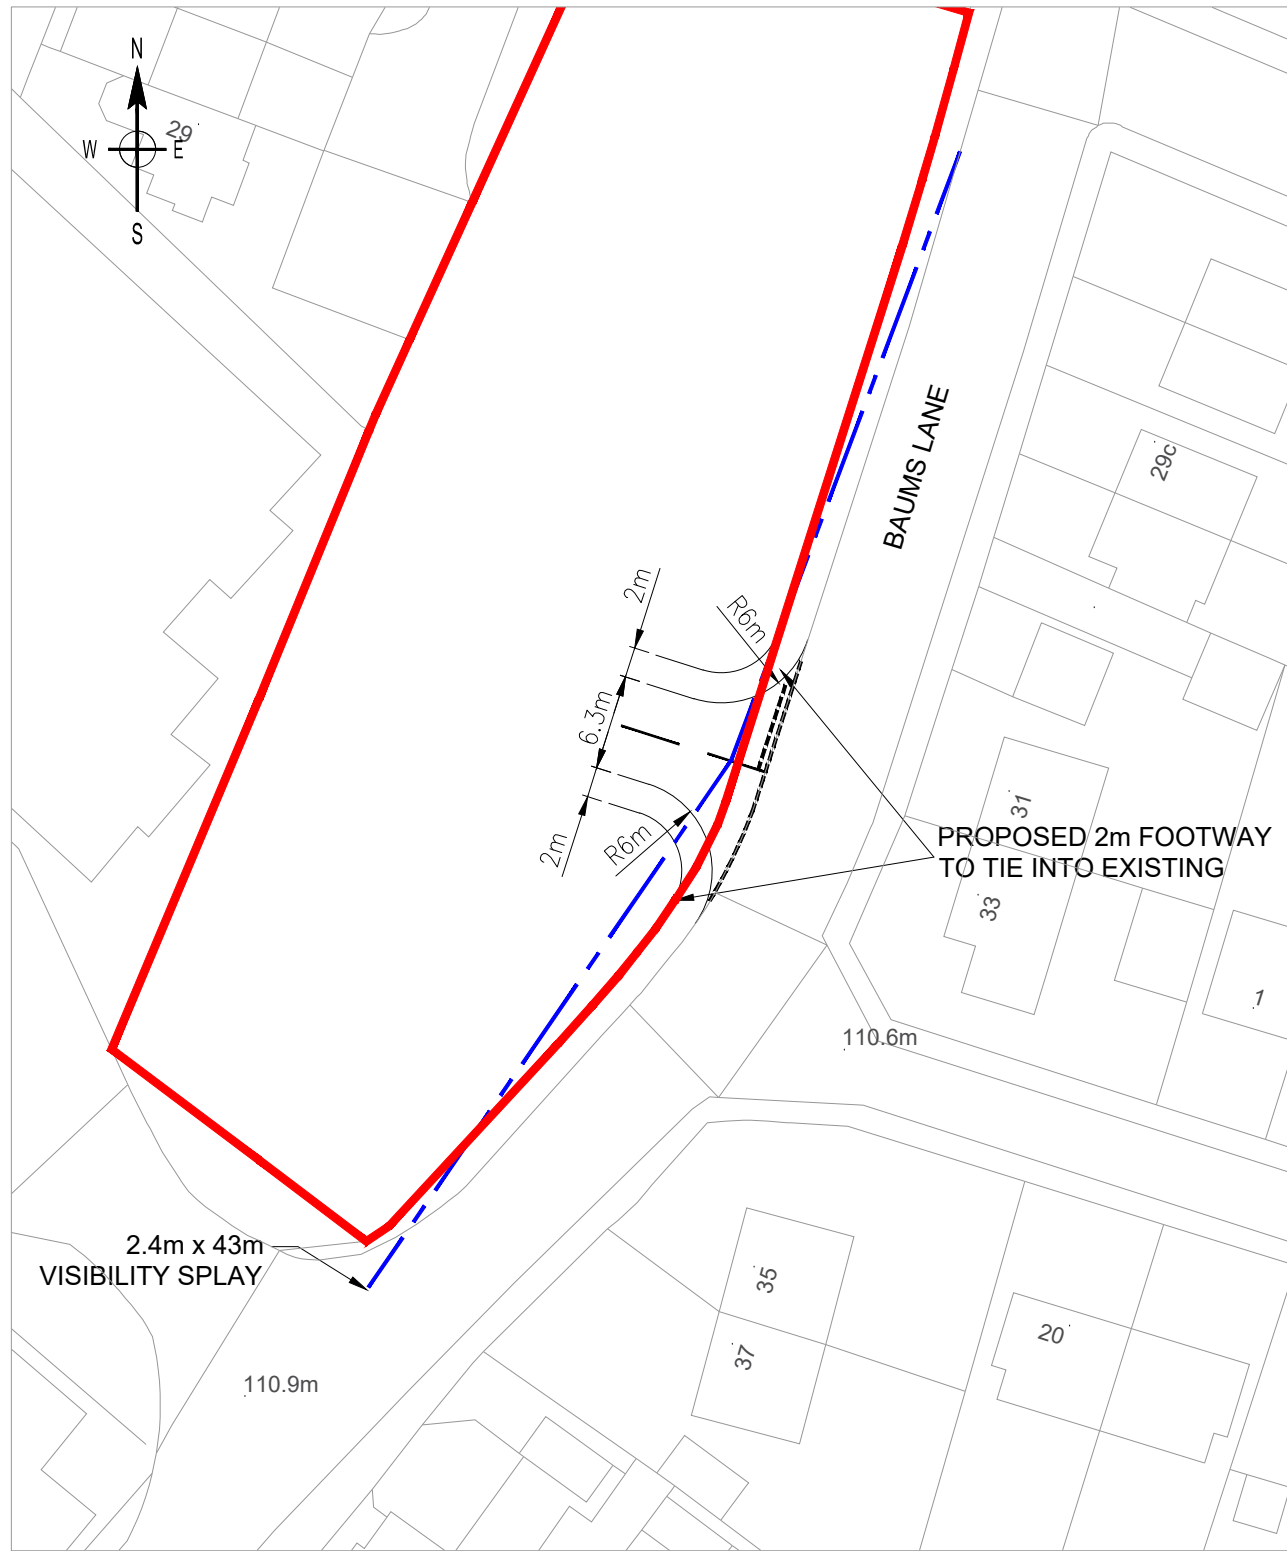 N
29
W
E
S
BAUMS LANE
29c
2m
R6m
6.3m
2m
R6m
31
PROPOSED 2m FOOTWAY
TO TIE INTO EXISTING
33
1
110.6m
2.4m x 43m
VISIBILITY SPLAY
35
20
37
110.9m